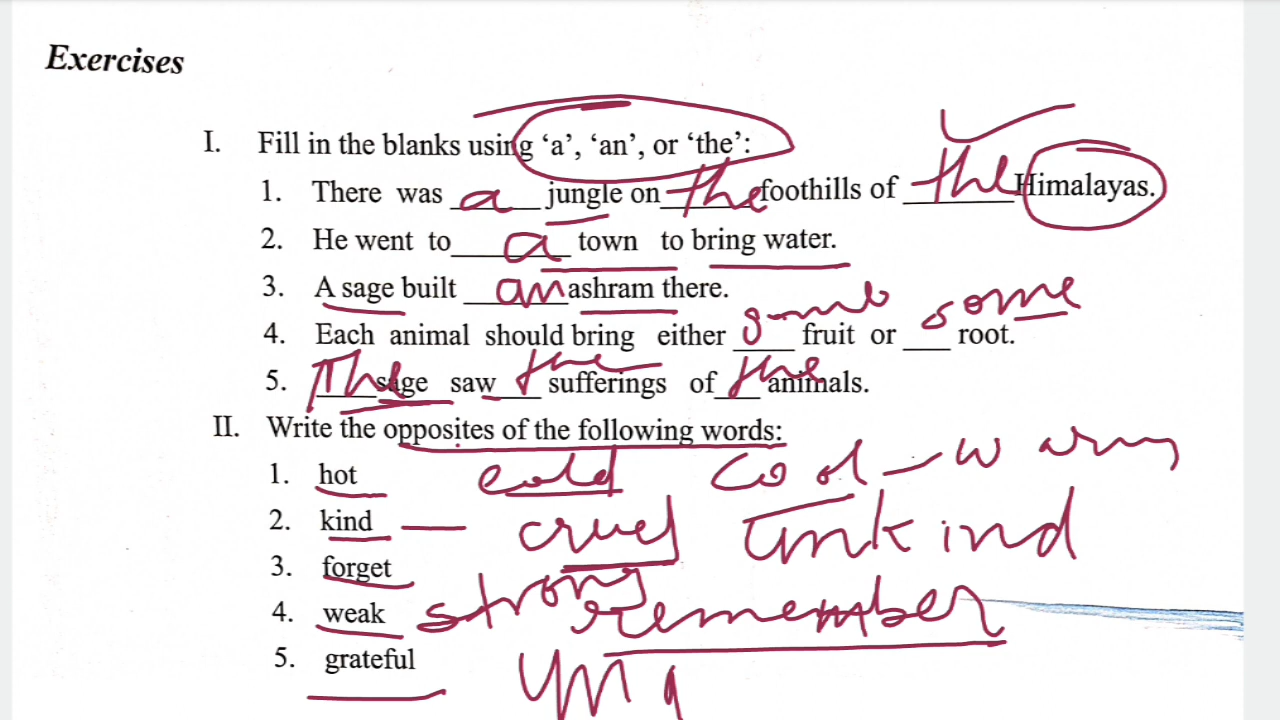 Exercises
I. Fill in the blanks using ‘a’, ‘an’, or ‘the’:
1. There was a jungle on the foothills of the Himalayas.
2. He went to a town to bring water.
3. A sage built an ashram there.
4. Each animal should bring either ____ fruit or some root.
5. The sage saw the sufferings of the animals.
II. Write the opposites of the following words:
1. hot cold cool - warm
2. kind — cruel unkind
3. forget remember
4. weak strong
5. grateful ung